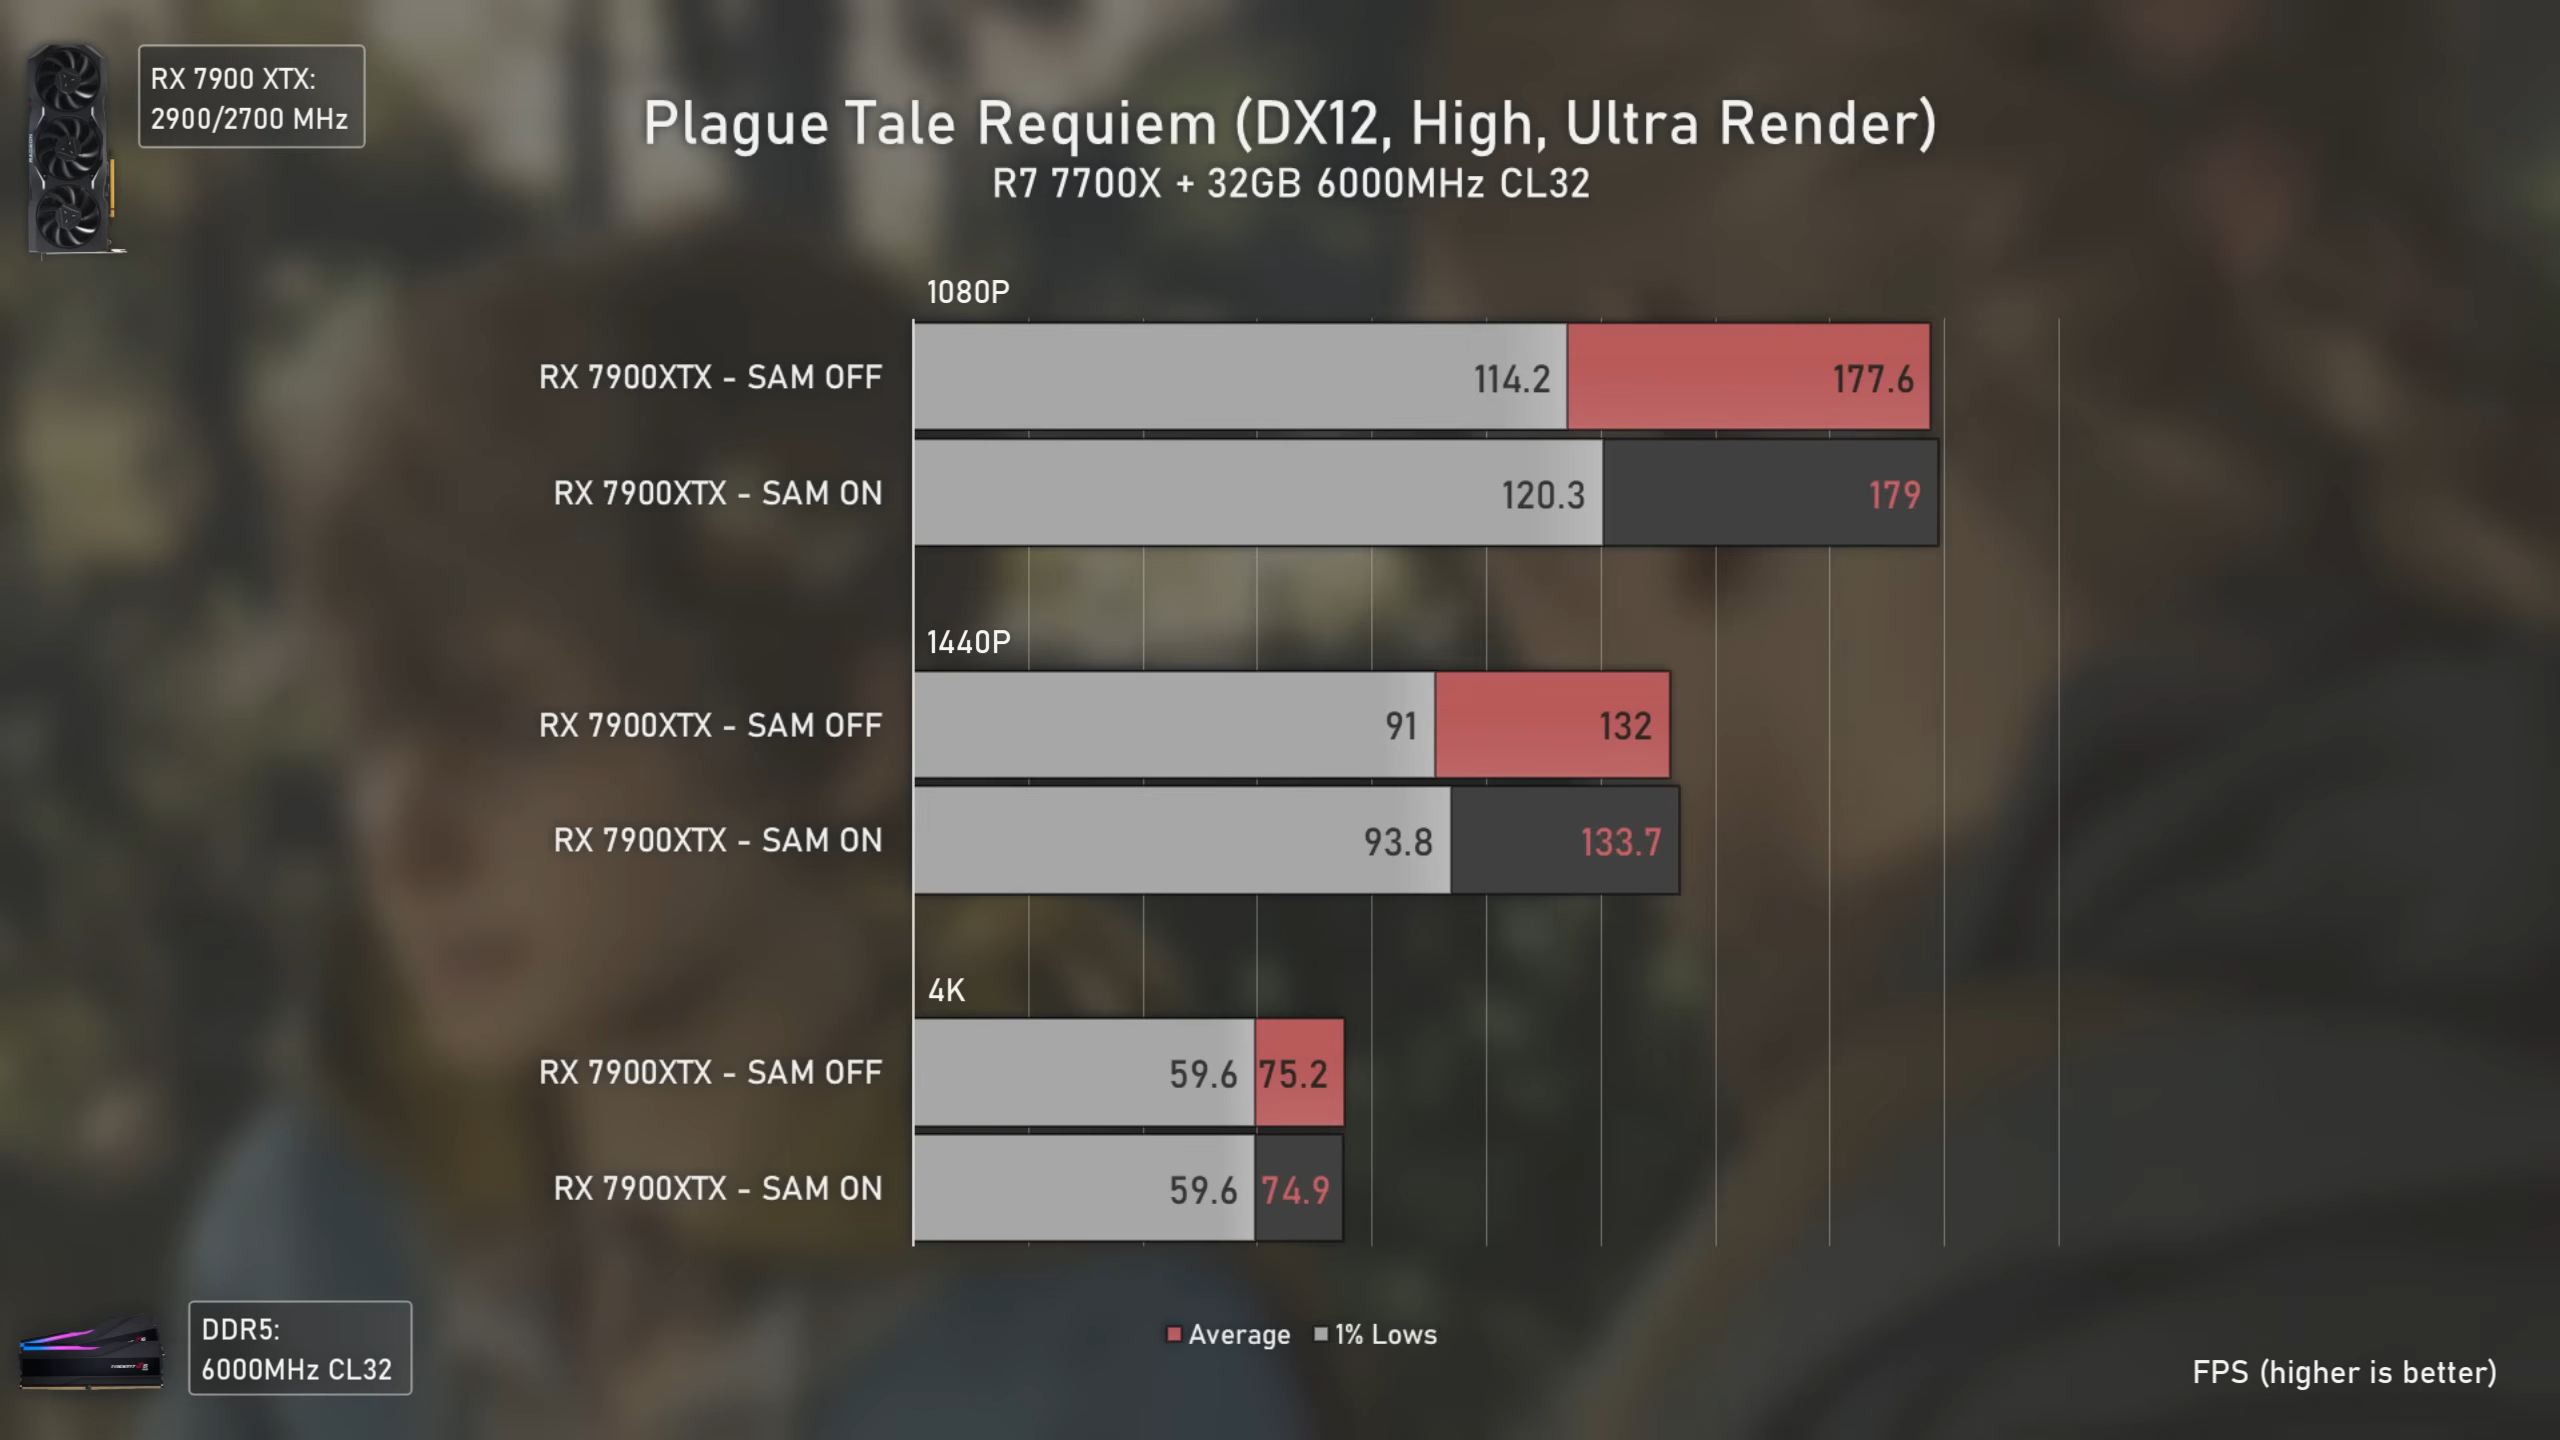 RX 7900 XTX:
2900/2700 MHz
Plague Tale Requiem (DX12, High, Ultra Render)
R7 7700X + 32GB 6000MHz CL32
1080P
RX 7900XTX - SAM OFF
114.2
177.6
RX 7900XTX - SAM ON
120.3
179
1440P
RX 7900XTX - SAM OFF
91
132
RX 7900XTX - SAM ON
93.8
133.7
4K
RX 7900XTX - SAM OFF
59.6
75.2
RX 7900XTX - SAM ON
59.6
74.9
DDR5:
6000MHz CL32
Average
1% Lows
FPS (higher is better)